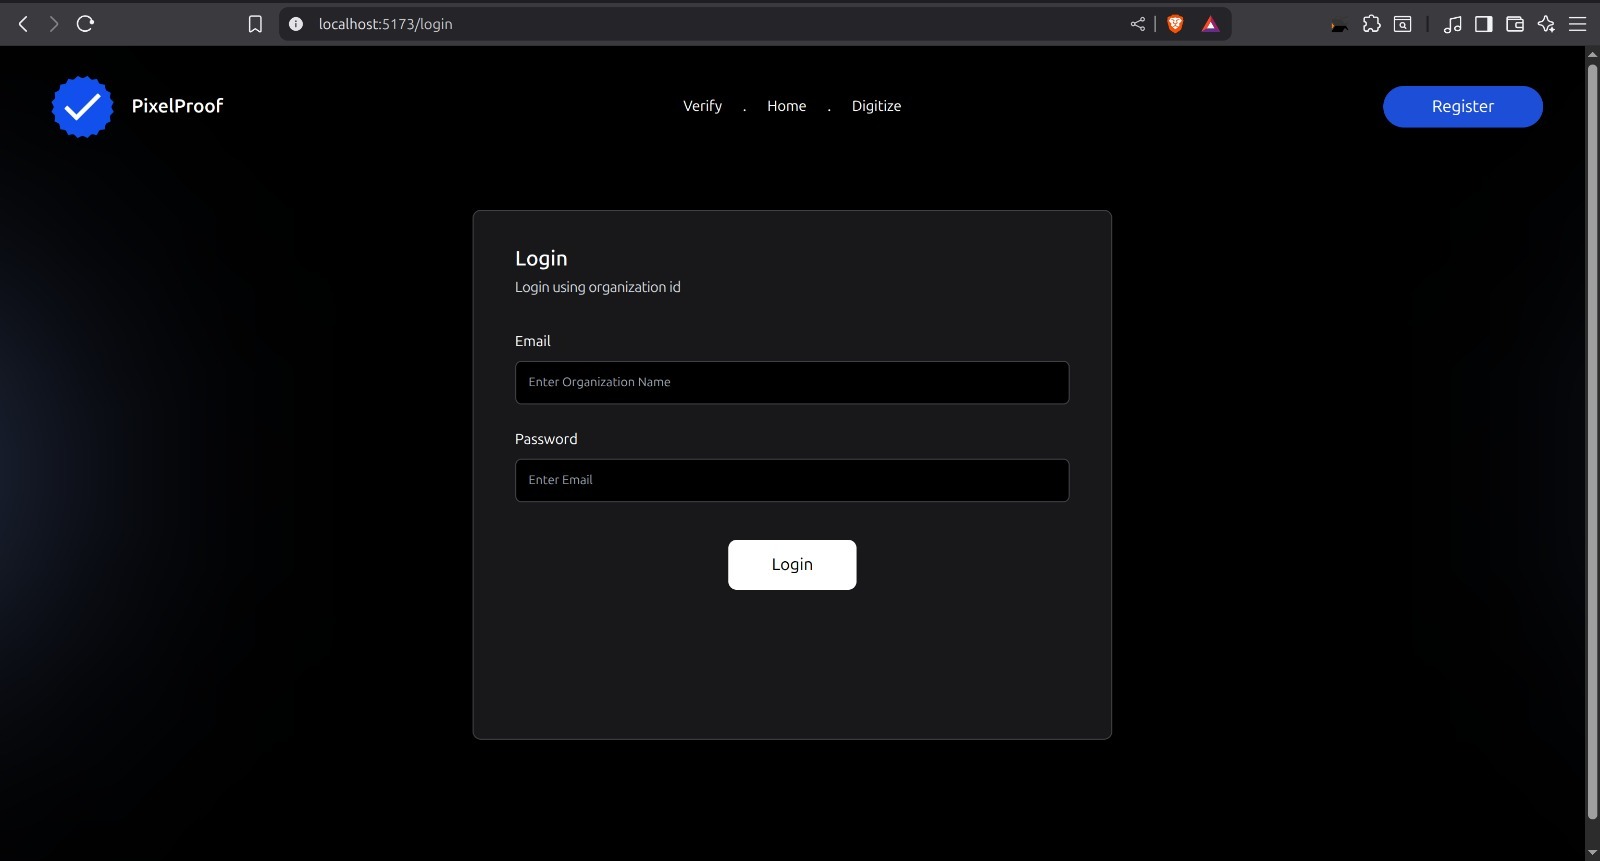 localhost:5173/login
PixelProof
Verify . Home . Digitize
Register
Login
Login using organization id
Email
Enter Organization Name
Password
Enter Email
Login